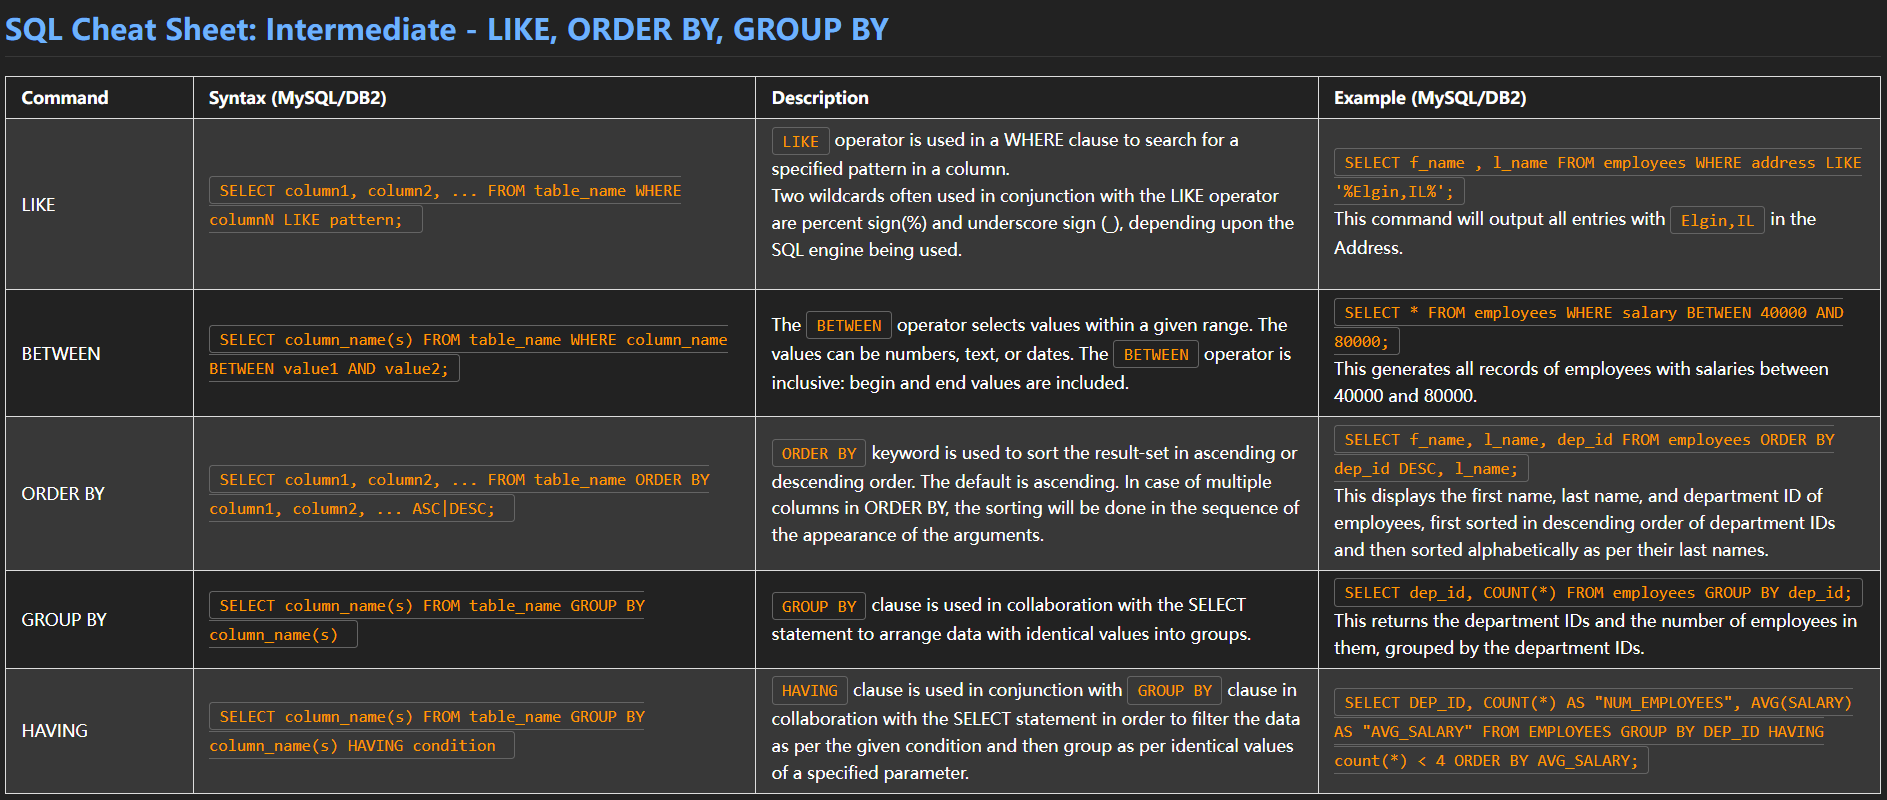 SQL Cheat Sheet: Intermediate - LIKE, ORDER BY, GROUP BY
Command
Syntax (MySQL/DB2)
Description
Example (MySQL/DB2)
LIKE
SELECT column1, column2, ... FROM table_name WHERE
columnN LIKE pattern;
LIKE operator is used in a WHERE clause to search for a
specified pattern in a column.
Two wildcards often used in conjunction with the LIKE operator
are percent sign(%) and underscore sign (_), depending upon the
SQL engine being used.
SELECT f_name , l_name FROM employees WHERE address LIKE
'%Elgin,IL%';
This command will output all entries with Elgin,IL in the
Address.
BETWEEN
SELECT column_name(s) FROM table_name WHERE column_name
BETWEEN value1 AND value2;
The BETWEEN operator selects values within a given range. The
values can be numbers, text, or dates. The BETWEEN operator is
inclusive: begin and end values are included.
SELECT * FROM employees WHERE salary BETWEEN 40000 AND
80000;
This generates all records of employees with salaries between
40000 and 80000.
ORDER BY
SELECT column1, column2, ... FROM table_name ORDER BY
column1, column2, ... ASC|DESC;
ORDER BY keyword is used to sort the result-set in ascending or
descending order. The default is ascending. In case of multiple
columns in ORDER BY, the sorting will be done in the sequence of
the appearance of the arguments.
SELECT f_name, l_name, dep_id FROM employees ORDER BY
dep_id DESC, l_name;
This displays the first name, last name, and department ID of
employees, first sorted in descending order of department IDs
and then sorted alphabetically as per their last names.
GROUP BY
SELECT column_name(s) FROM table_name GROUP BY
column_name(s)
GROUP BY clause is used in collaboration with the SELECT
statement to arrange data with identical values into groups.
SELECT dep_id, COUNT(*) FROM employees GROUP BY dep_id;
This returns the department IDs and the number of employees in
them, grouped by the department IDs.
HAVING
SELECT column_name(s) FROM table_name GROUP BY
column_name(s) HAVING condition
HAVING clause is used in conjunction with GROUP BY clause in
collaboration with the SELECT statement in order to filter the data
as per the given condition and then group as per identical values
of a specified parameter.
SELECT DEP_ID, COUNT(*) AS "NUM_EMPLOYEES", AVG(SALARY)
AS "AVG_SALARY" FROM EMPLOYEES GROUP BY DEP_ID HAVING
count(*) < 4 ORDER BY AVG_SALARY;